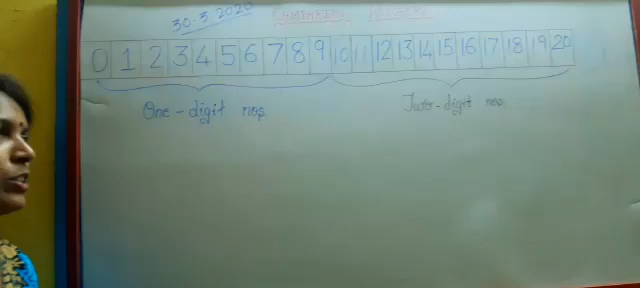 30.3.2020
0 1 2 3 4 5 6 7 8 9 10 11 12 13 14 15 16 17 18 19 20
One-digit nos.
Two-digit nos.